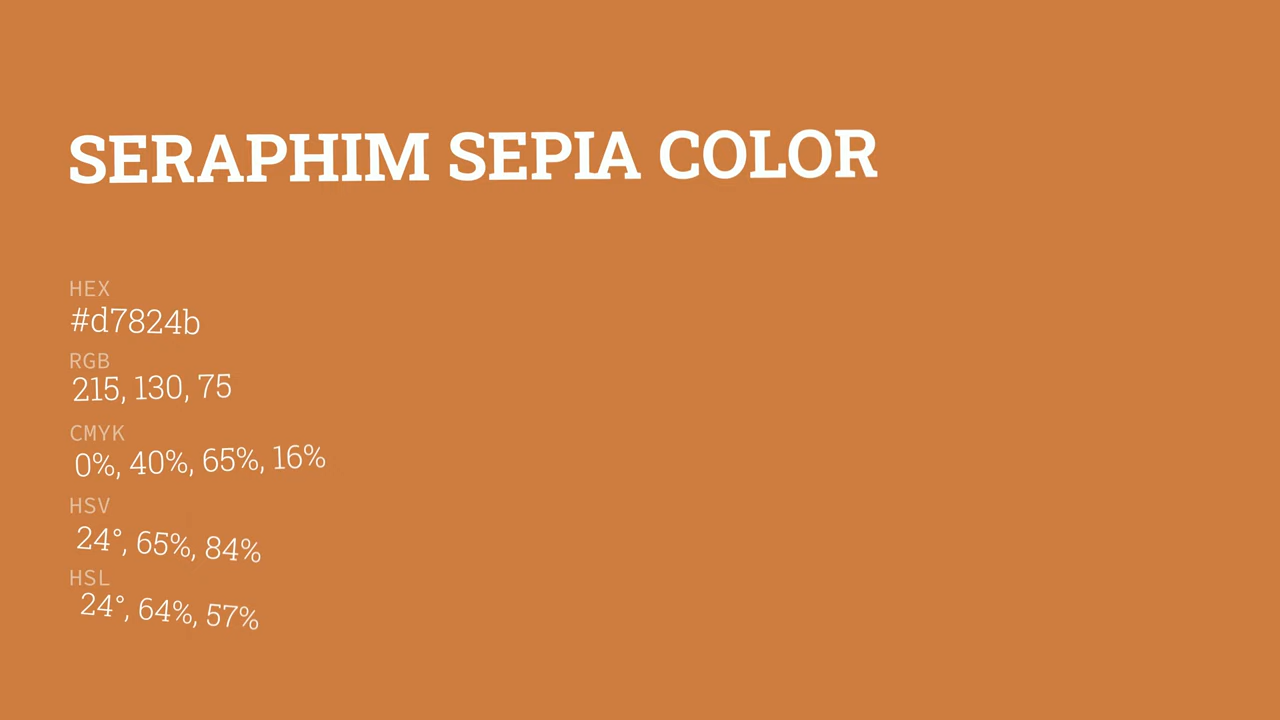 SERAPHIM SEPIA COLOR
HEX
#d7824b
RGB
215, 130, 75
CMYK
0%, 40%, 65%, 16%
HSV
24°, 65%, 84%
HSL
24°, 64%, 57%